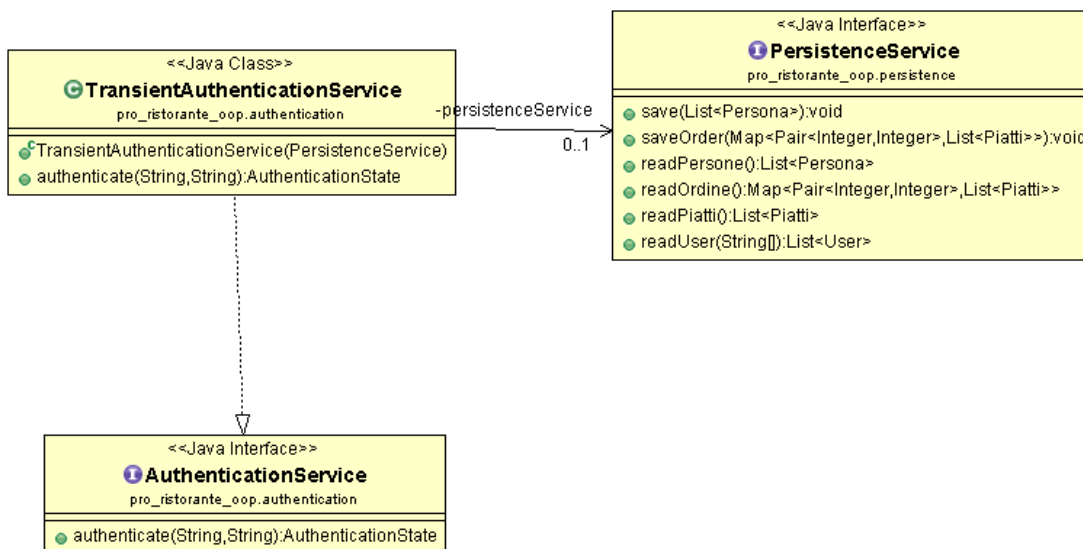 <<Java Class>>
TransientAuthenticationService
pro_ristorante_oop.authentication
TransientAuthenticationService(PersistenceService)
authenticate(String,String):AuthenticationState
-persistenceService
0..1
<<Java Interface>>
PersistenceService
pro_ristorante_oop.persistence
save(List<Persona>):void
saveOrder(Map<Pair<Integer,Integer>,List<Piatti>>):void
readPersone():List<Persona>
readOrdine():Map<Pair<Integer,Integer>,List<Piatti>>
readPiatti():List<Piatti>
readUser(String[]):List<User>
<<Java Interface>>
AuthenticationService
pro_ristorante_oop.authentication
authenticate(String,String):AuthenticationState